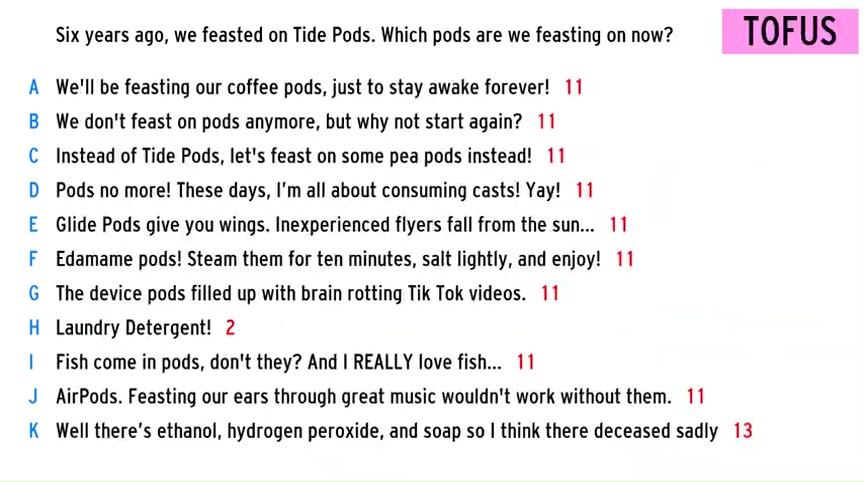 Six years ago, we feasted on Tide Pods. Which pods are we feasting on now?
TOFUS
A We'll be feasting our coffee pods, just to stay awake forever! 11
B We don't feast on pods anymore, but why not start again? 11
C Instead of Tide Pods, let's feast on some pea pods instead! 11
D Pods no more! These days, I'm all about consuming casts! Yay! 11
E Glide Pods give you wings. Inexperienced flyers fall from the sun... 11
F Edamame pods! Steam them for ten minutes, salt lightly, and enjoy! 11
G The device pods filled up with brain rotting Tik Tok videos. 11
H Laundry Detergent! 2
I Fish come in pods, don't they? And I REALLY love fish... 11
J AirPods. Feasting our ears through great music wouldn't work without them. 11
K Well there's ethanol, hydrogen peroxide, and soap so I think there deceased sadly 13